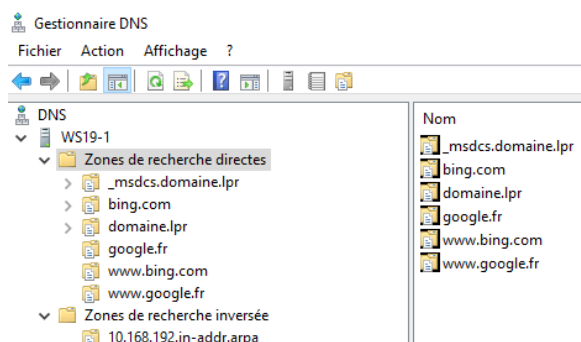 Gestionnaire DNS
Fichier Action Affichage ?
DNS
WS19-1
Zones de recherche directes
_msdcs.domaine.lpr
bing.com
domaine.lpr
google.fr
www.bing.com
www.google.fr
Zones de recherche inversée
10.168.192.in-addr.arpa
Nom
_msdcs.domaine.lpr
bing.com
domaine.lpr
google.fr
www.bing.com
www.google.fr